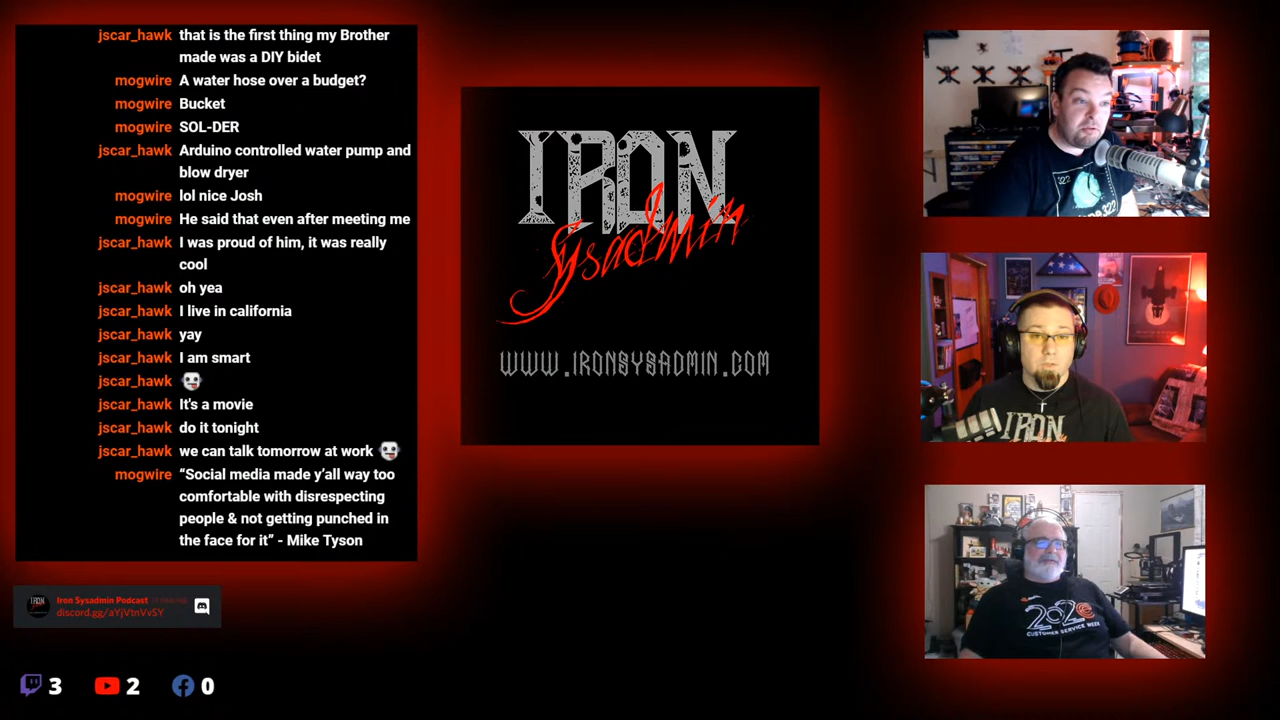 jscar_hawk that is the first thing my Brother
made was a DIY bidet
mogwire A water hose over a budget?
mogwire Bucket
mogwire SOL-DER
jscar_hawk Arduino controlled water pump and
blow dryer
mogwire lol nice Josh
mogwire He said that even after meeting me
jscar_hawk I was proud of him, it was really
cool
jscar_hawk oh yea
jscar_hawk I live in california
jscar_hawk yay
jscar_hawk I am smart
jscar_hawk
jscar_hawk It's a movie
jscar_hawk do it tonight
jscar_hawk we can talk tomorrow at work
mogwire “Social media made y’all way too
comfortable with disrespecting
people & not getting punched in
the face for it” - Mike Tyson
Iron Sysadmin Podcast
discord.gg/aYjVtnVvSY
3 2 0
IRON
Sysadmin
WWW.IRONSYSADMIN.COM
322
IRON
2020
CUSTOMER SERVICE WEEK